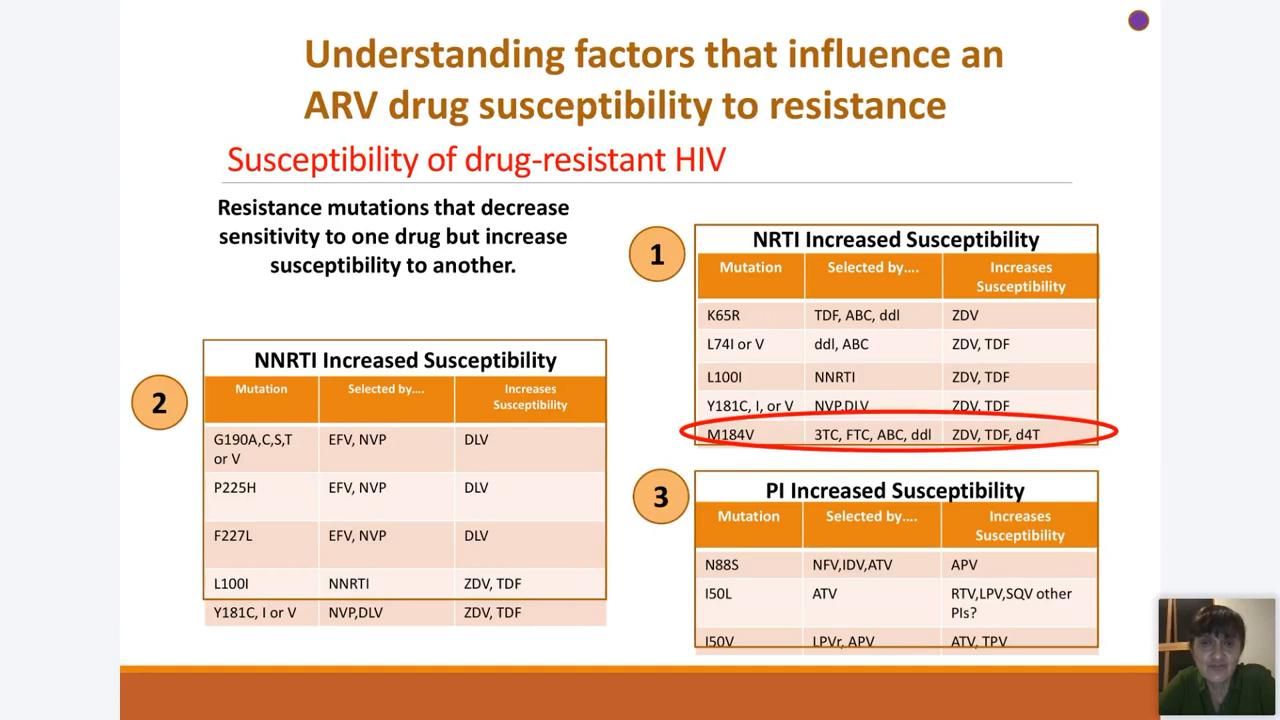 Understanding factors that influence an
ARV drug susceptibility to resistance
Susceptibility of drug-resistant HIV
Resistance mutations that decrease
sensitivity to one drug but increase
susceptibility to another.
1
NRTI Increased Susceptibility
Mutation Selected by.... Increases Susceptibility
K65R TDF, ABC, ddl ZDV
L74I or V ddl, ABC ZDV, TDF
L100I NNRTI ZDV, TDF
Y181C, I, or V NVP,DLV ZDV, TDF
M184V 3TC, FTC, ABC, ddl ZDV, TDF, d4T
2
NNRTI Increased Susceptibility
Mutation Selected by.... Increases Susceptibility
G190A,C,S,T or V EFV, NVP DLV
P225H EFV, NVP DLV
F227L EFV, NVP DLV
L100I NNRTI ZDV, TDF
Y181C, I or V NVP,DLV ZDV, TDF
3
PI Increased Susceptibility
Mutation Selected by.... Increases Susceptibility
N88S NFV,IDV,ATV APV
I50L ATV RTV,LPV,SQV other PIs?
I50V LPVr, APV ATV, TPV